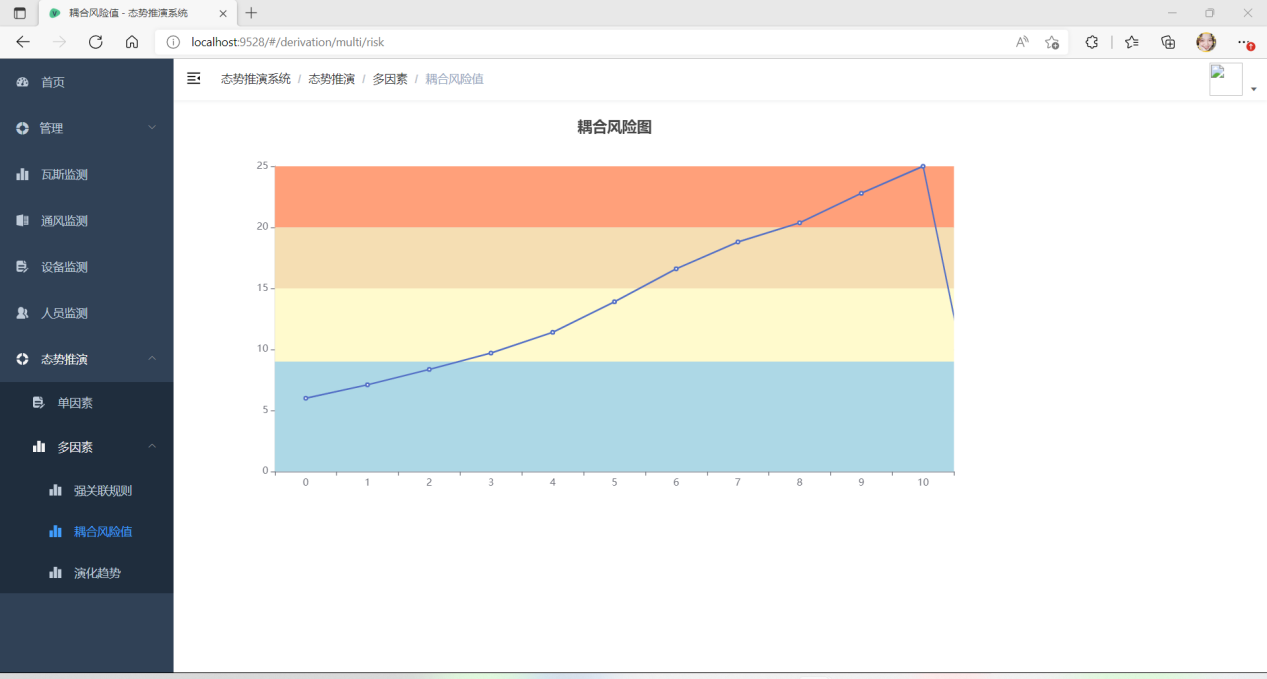 耦合风险值 - 态势推演系统
localhost:9528/#/derivation/multi/risk
首页
管理
瓦斯监测
通风监测
设备监测
人员监测
态势推演
单因素
多因素
强关联规则
耦合风险值
演化趋势
态势推演系统 / 态势推演 / 多因素 / 耦合风险值
耦合风险图
25
20
15
10
5
0
0 1 2 3 4 5 6 7 8 9 10